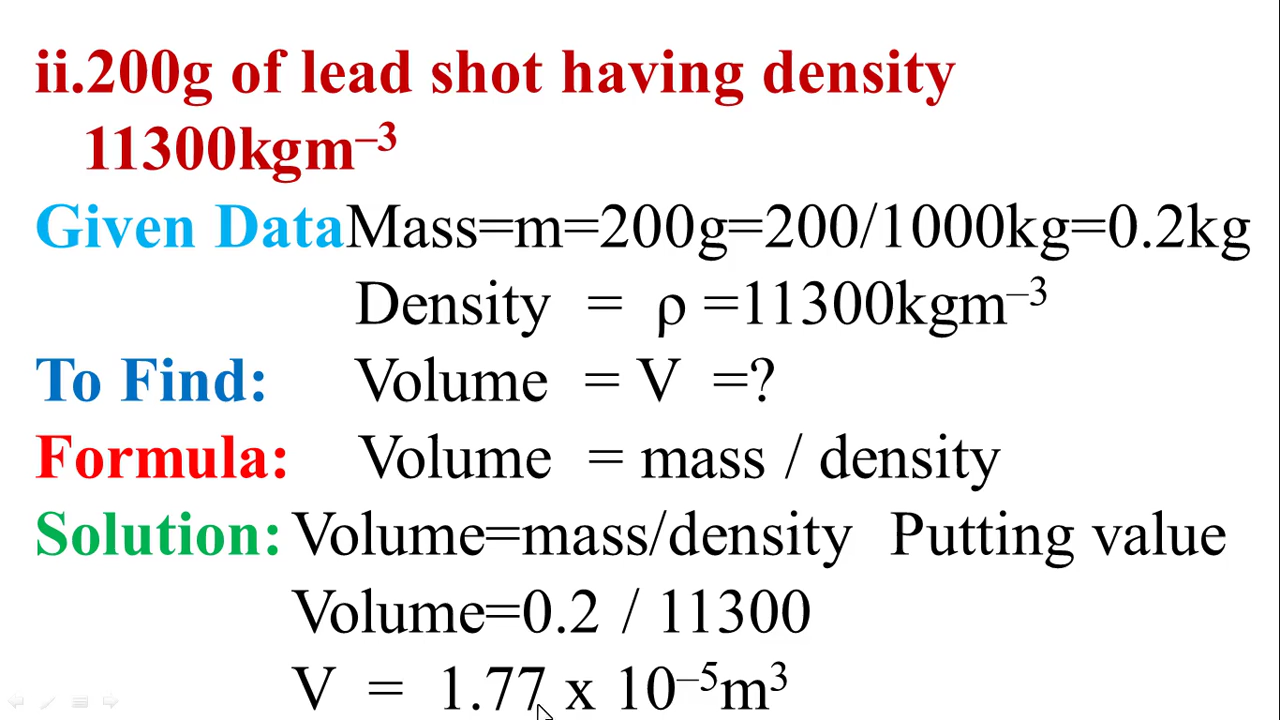 ii.200g of lead shot having density
11300kgm⁻³
Given DataMass=m=200g=200/1000kg=0.2kg
Density = ρ =11300kgm⁻³
To Find: Volume = V =?
Formula: Volume = mass / density
Solution: Volume=mass/density Putting value
Volume=0.2 / 11300
V = 1.77 x 10⁻⁵m³